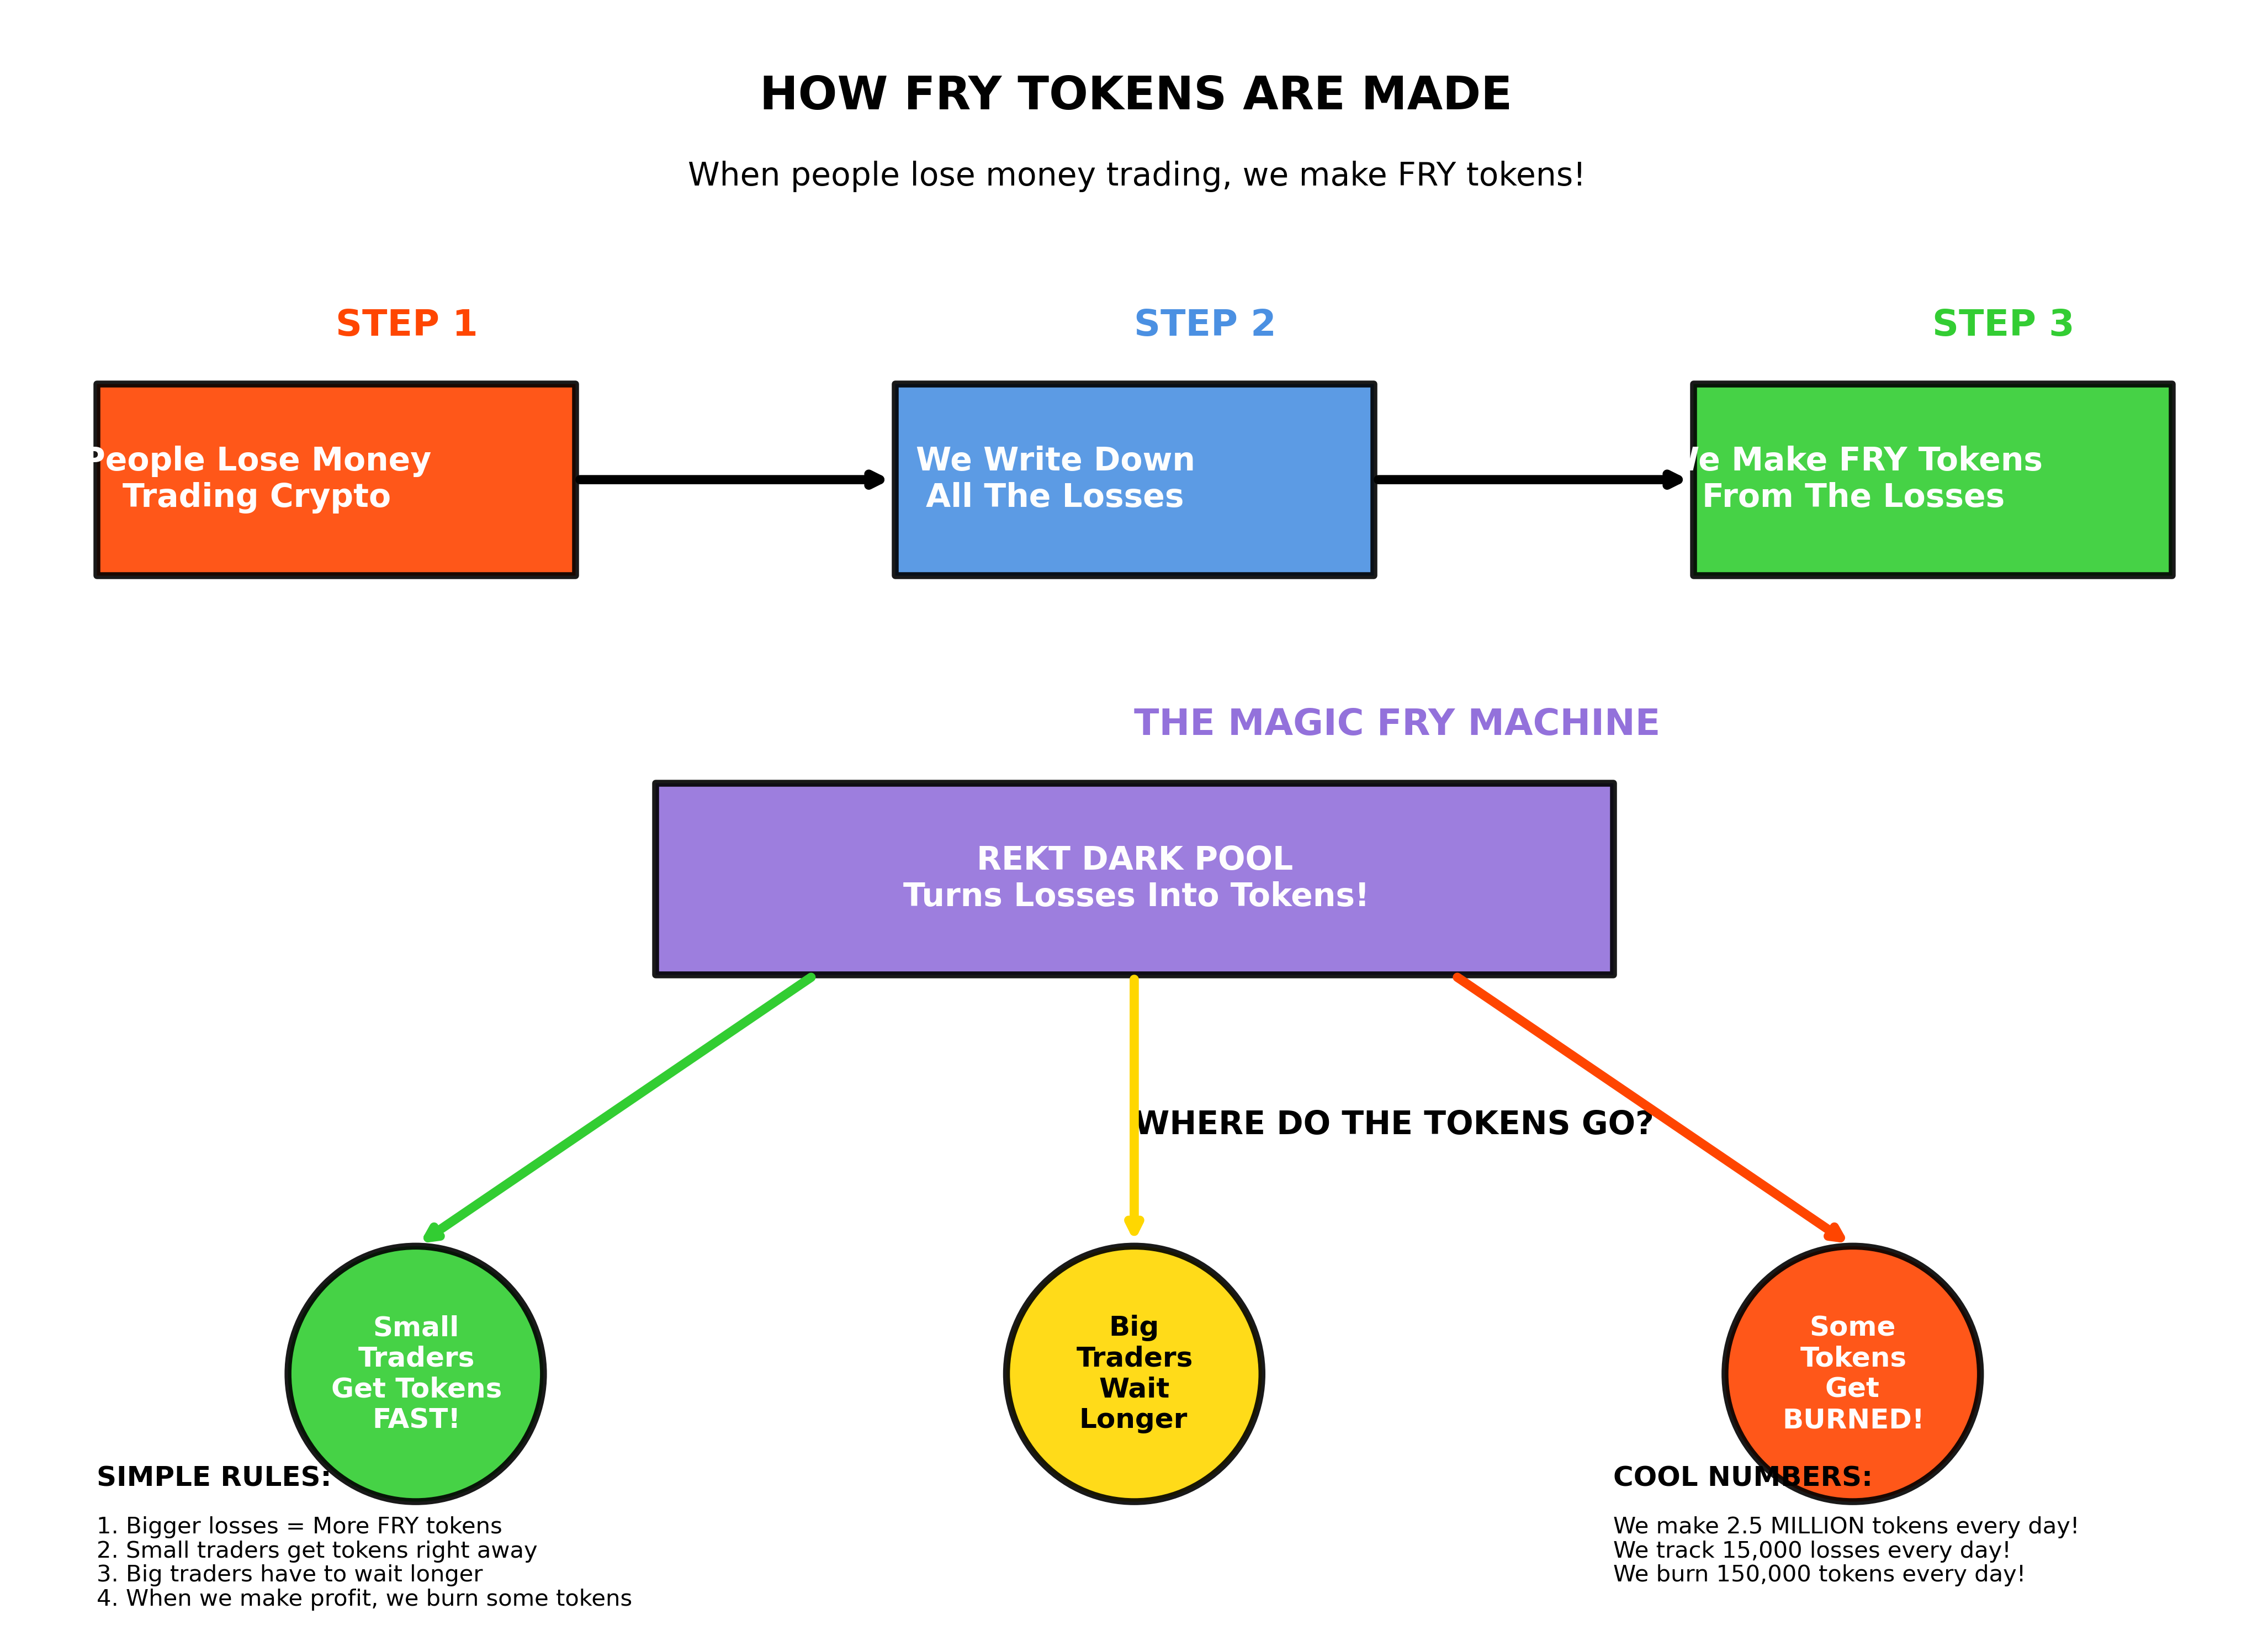 HOW FRY TOKENS ARE MADE
When people lose money trading, we make FRY tokens!
STEP 1
STEP 2
STEP 3
People Lose Money
Trading Crypto
We Write Down
All The Losses
We Make FRY Tokens
From The Losses
THE MAGIC FRY MACHINE
REKT DARK POOL
Turns Losses Into Tokens!
WHERE DO THE TOKENS GO?
Small
Traders
Get Tokens
FAST!
Big
Traders
Wait
Longer
Some
Tokens
Get
BURNED!
SIMPLE RULES:
1. Bigger losses = More FRY tokens
2. Small traders get tokens right away
3. Big traders have to wait longer
4. When we make profit, we burn some tokens
COOL NUMBERS:
We make 2.5 MILLION tokens every day!
We track 15,000 losses every day!
We burn 150,000 tokens every day!